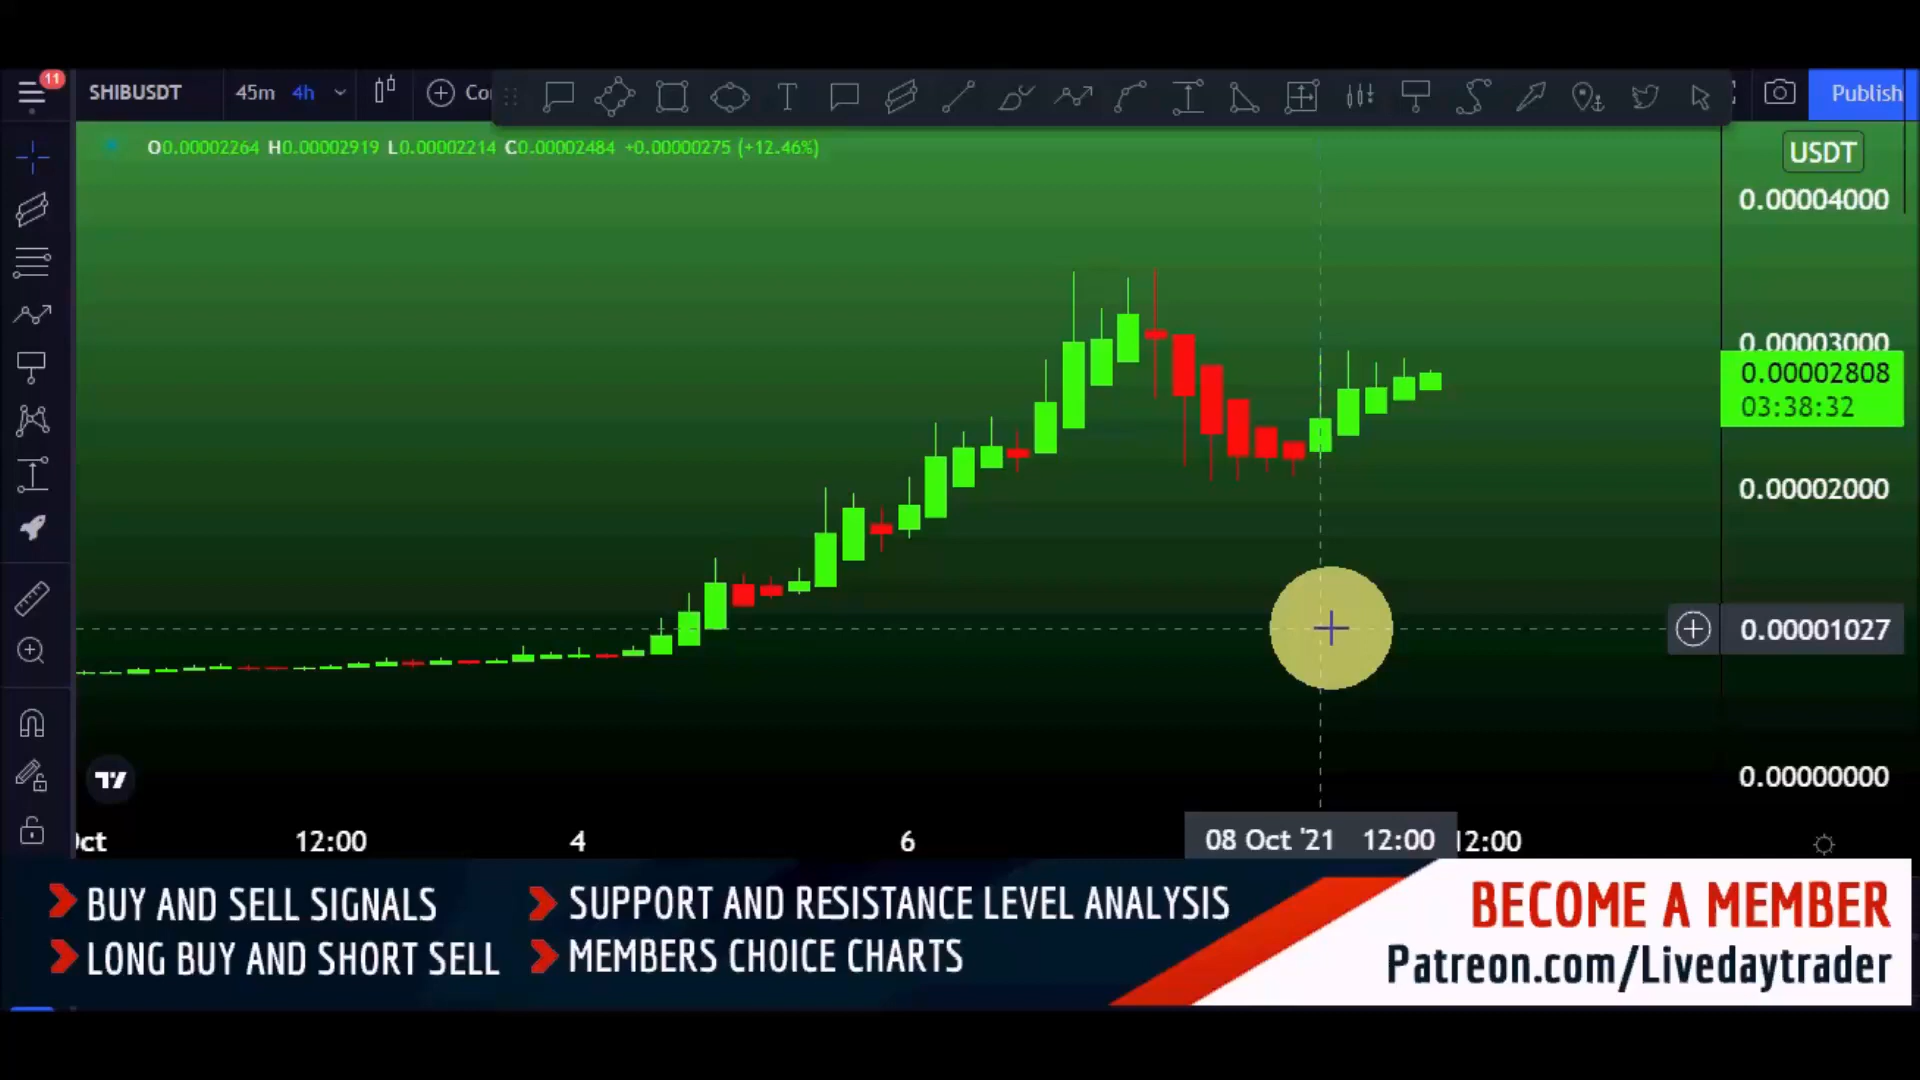 11
SHIBUSDT 45m 4h Publish
O0.00002264 H0.00002919 L0.00002214 C0.00002484 +0.00000275 (+12.46%)
USDT
0.00004000
0.00003000
0.00002808
03:38:32
0.00002000
0.00001027
0.00000000
12:00 4 6 08 Oct '21 12:00 12:00
BUY AND SELL SIGNALS
LONG BUY AND SHORT SELL
SUPPORT AND RESISTANCE LEVEL ANALYSIS
MEMBERS CHOICE CHARTS
BECOME A MEMBER
Patreon.com/Livedaytrader